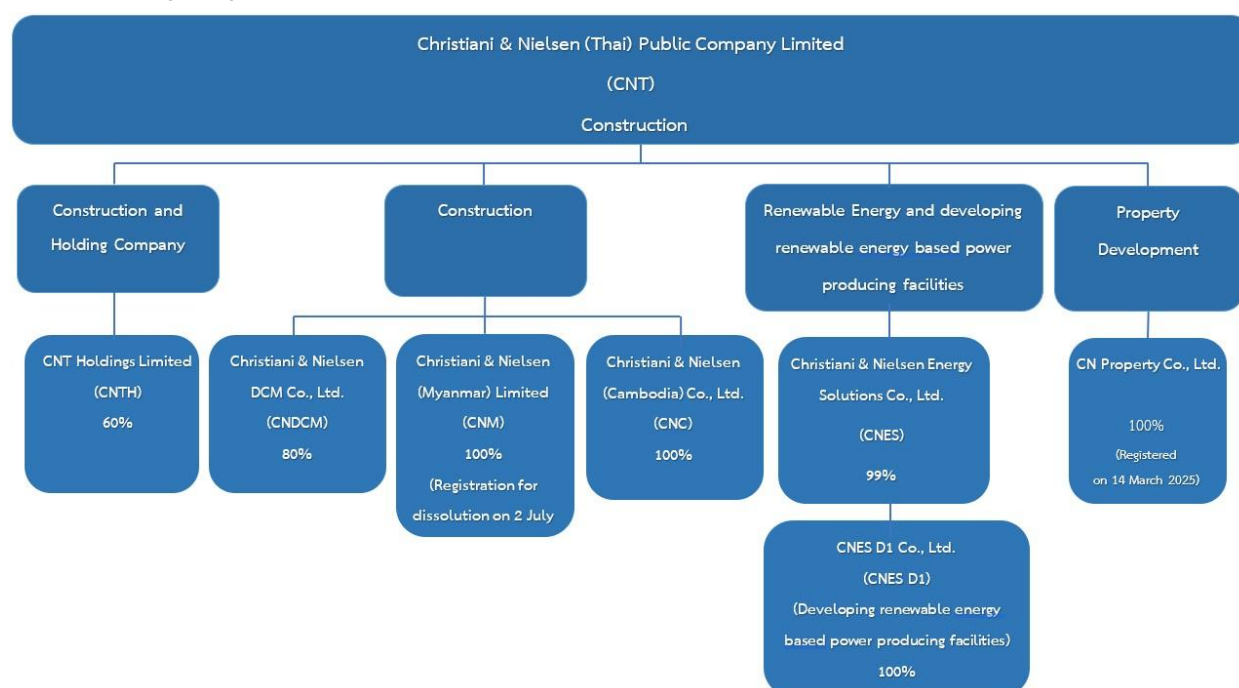 Christiani & Nielsen (Thai) Public Company Limited
(CNT)
Construction
Construction and
Holding Company
Construction
Renewable Energy and developing
renewable energy based power
producing facilities
Property
Development
CNT Holdings Limited
(CNTH)
60%
Christiani & Nielsen
DCM Co., Ltd.
(CNDCM)
80%
Christiani & Nielsen
(Myanmar) Limited
(CNM)
100%
(Registration for
dissolution on 2 July
Christiani & Nielsen
(Cambodia) Co., Ltd.
(CNC)
100%
Christiani & Nielsen Energy
Solutions Co., Ltd.
(CNES)
99%
CN Property Co., Ltd.
100%
(Registered
on 14 March 2025)
CNES D1 Co., Ltd.
(CNES D1)
(Developing renewable energy
based power producing facilities)
100%